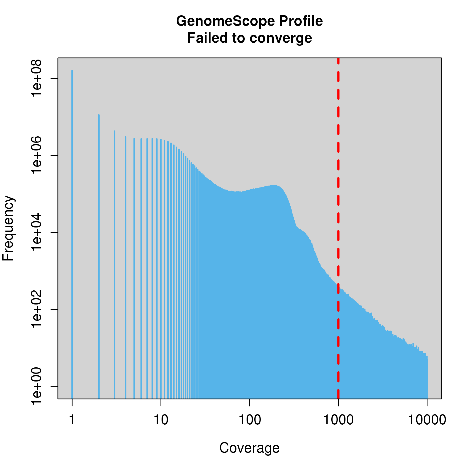 GenomeScope Profile
Failed to converge
Frequency
1e+08
1e+06
1e+04
1e+02
1e+00
1
10
100
1000
10000
Coverage